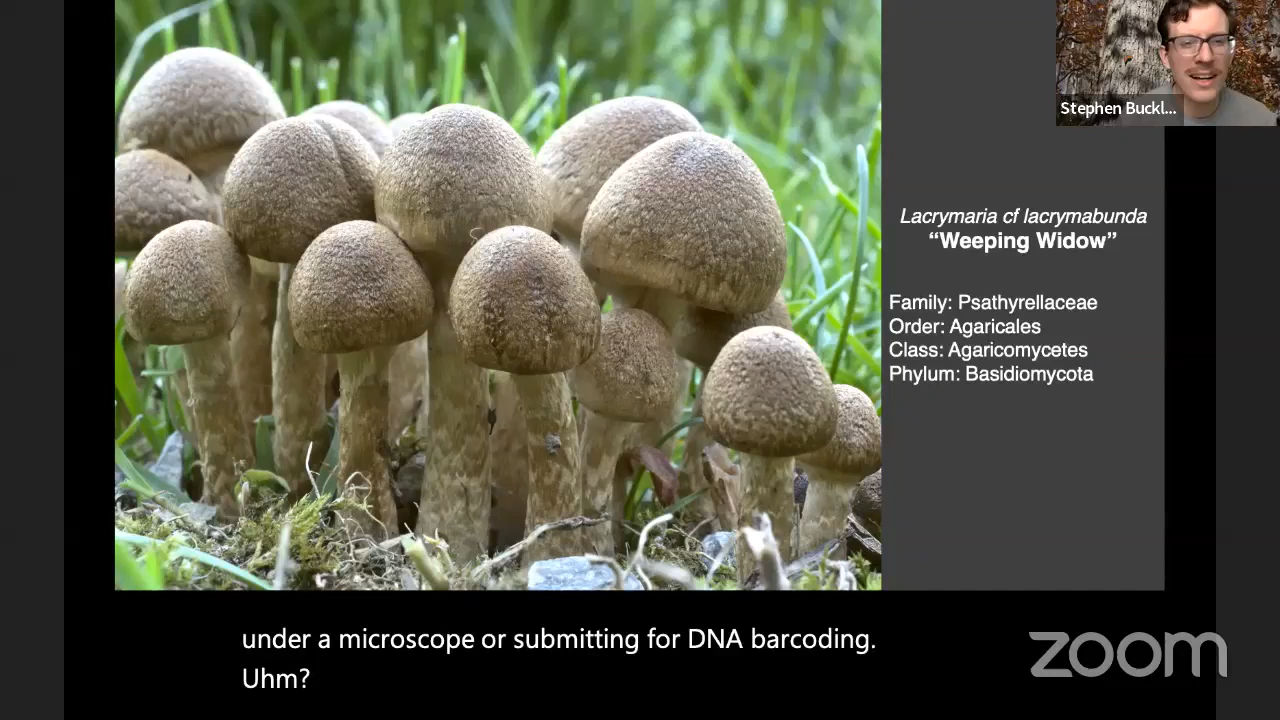 Stephen Buckl...
Lacrymaria cf lacrymabunda
“Weeping Widow”
Family: Psathyrellaceae
Order: Agaricales
Class: Agaricomycetes
Phylum: Basidiomycota
under a microscope or submitting for DNA barcoding.
Uhm?
zoom